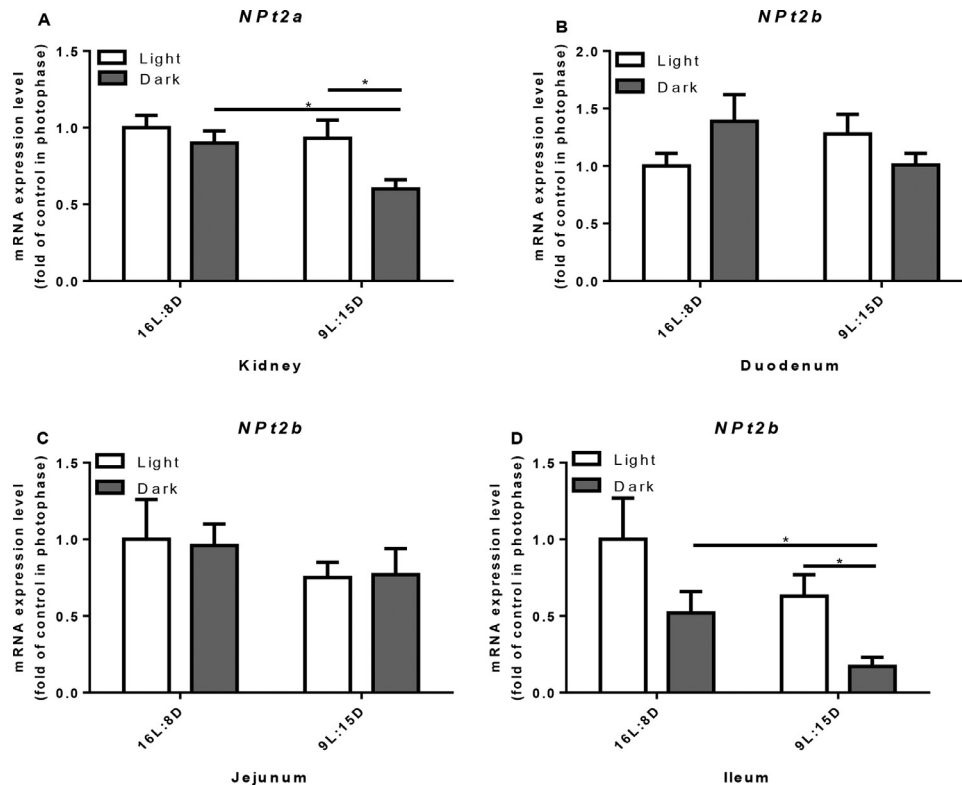 A
NPt2a
mRNA expression level
(fold of control in photophase)
1.5
1.0
0.5
0.0
Light
Dark
*
*
16L:8D
9L:15D
Kidney
B
NPt2b
mRNA expression level
(fold of control in photophase)
2.0
1.5
1.0
0.5
0.0
Light
Dark
16L:8D
9L:15D
Duodenum
C
NPt2b
mRNA expression level
(fold of control in photophase)
1.5
1.0
0.5
0.0
Light
Dark
16L:8D
9L:15D
Jejunum
D
NPt2b
mRNA expression level
(fold of control in photophase)
1.5
1.0
0.5
0.0
Light
Dark
*
*
16L:8D
9L:15D
Ileum